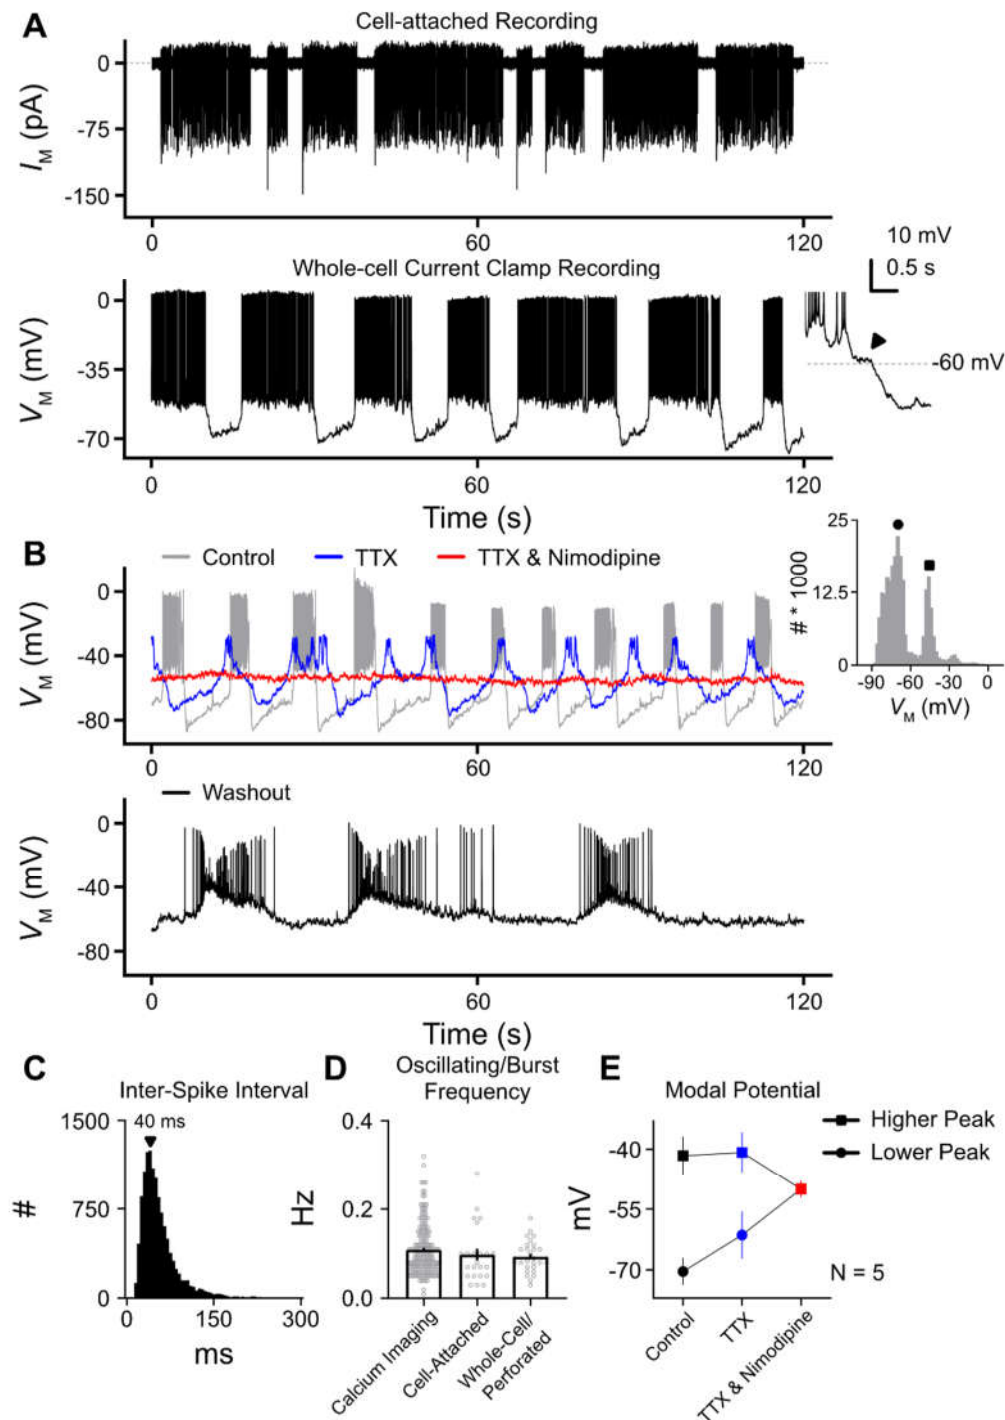 A
Cell-attached Recording
I_M (pA)
0
-75
-150
0
60
120
10 mV
0.5 s
Whole-cell Current Clamp Recording
V_M (mV)
0
-35
-70
-60 mV
0
60
120
Time (s)
B
Control
TTX
TTX & Nimodipine
V_M (mV)
0
-40
-80
0
60
120
# * 1000
25
12.5
0
-90
-60
-30
0
V_M (mV)
Washout
V_M (mV)
0
-40
-80
0
60
120
Time (s)
C
Inter-Spike Interval
40 ms
#
1500
750
0
0
150
300
ms
D
Oscillating/Burst
Frequency
Hz
0.4
0.2
0.0
Calcium Imaging
Cell-Attached
Whole-Cell/
Perforated
E
Modal Potential
Higher Peak
Lower Peak
mV
-40
-55
-70
N = 5
Control
TTX
TTX & Nimodipine